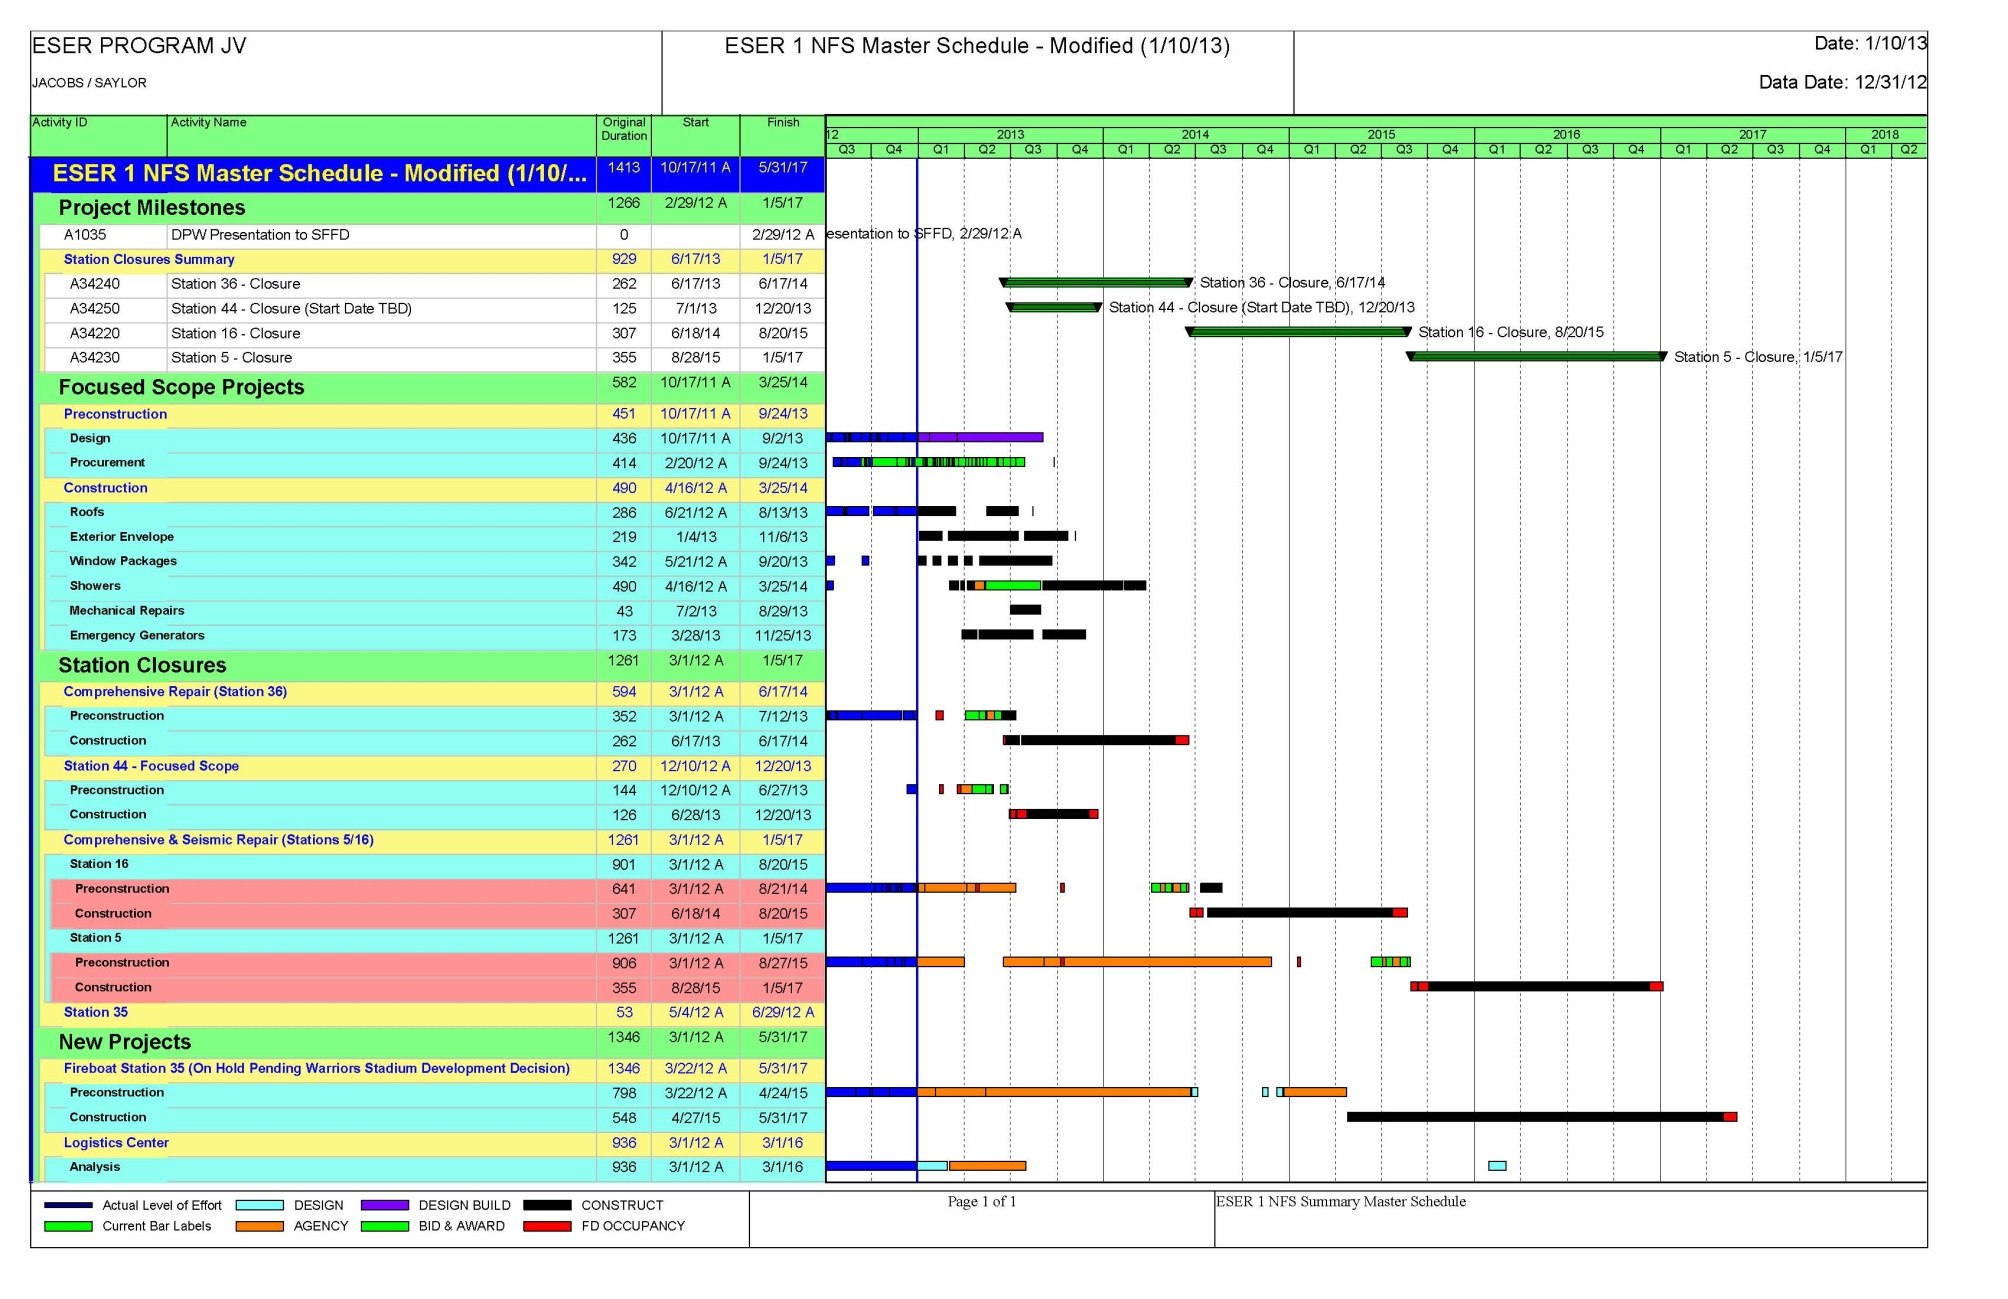 ESER PROGRAM JV
JACOBS / SAYLOR
ESER 1 NFS Master Schedule - Modified (1/10/13)
Date: 1/10/13
Data Date: 12/31/12
Activity ID Activity Name Original Duration Start Finish
12 2013 2014 2015 2016 2017 2018
Q3 Q4 Q1 Q2 Q3 Q4 Q1 Q2 Q3 Q4 Q1 Q2 Q3 Q4 Q1 Q2 Q3 Q4 Q1 Q2 Q3 Q4 Q1 Q2
ESER 1 NFS Master Schedule - Modified (1/10/... 1413 10/17/11 A 5/31/17
Project Milestones 1266 2/29/12 A 1/5/17
A1035 DPW Presentation to SFFD 0 2/29/12 A esentation to SFFD, 2/29/12 A
Station Closures Summary 929 6/17/13 1/5/17
A34240 Station 36 - Closure 262 6/17/13 6/17/14 Station 36 - Closure, 6/17/14
A34250 Station 44 - Closure (Start Date TBD) 125 7/1/13 12/20/13 Station 44 - Closure (Start Date TBD), 12/20/13
A34220 Station 16 - Closure 307 6/18/14 8/20/15 Station 16 - Closure, 8/20/15
A34230 Station 5 - Closure 355 8/28/15 1/5/17 Station 5 - Closure, 1/5/17
Focused Scope Projects 582 10/17/11 A 3/25/14
Preconstruction 451 10/17/11 A 9/24/13
Design 436 10/17/11 A 9/2/13
Procurement 414 2/20/12 A 9/24/13
Construction 490 4/16/12 A 3/25/14
Roofs 286 6/21/12 A 8/13/13
Exterior Envelope 219 1/4/13 11/6/13
Window Packages 342 5/21/12 A 9/20/13
Showers 490 4/16/12 A 3/25/14
Mechanical Repairs 43 7/2/13 8/29/13
Emergency Generators 173 3/28/13 11/25/13
Station Closures 1261 3/1/12 A 1/5/17
Comprehensive Repair (Station 36) 594 3/1/12 A 6/17/14
Preconstruction 352 3/1/12 A 7/12/13
Construction 262 6/17/13 6/17/14
Station 44 - Focused Scope 270 12/10/12 A 12/20/13
Preconstruction 144 12/10/12 A 6/27/13
Construction 126 6/28/13 12/20/13
Comprehensive & Seismic Repair (Stations 5/16) 1261 3/1/12 A 1/5/17
Station 16 901 3/1/12 A 8/20/15
Preconstruction 641 3/1/12 A 8/21/14
Construction 307 6/18/14 8/20/15
Station 5 1261 3/1/12 A 1/5/17
Preconstruction 906 3/1/12 A 8/27/15
Construction 355 8/28/15 1/5/17
Station 35 53 5/4/12 A 6/29/12 A
New Projects 1346 3/1/12 A 5/31/17
Fireboat Station 35 (On Hold Pending Warriors Stadium Development Decision) 1346 3/22/12 A 5/31/17
Preconstruction 798 3/22/12 A 4/24/15
Construction 548 4/27/15 5/31/17
Logistics Center 936 3/1/12 A 3/1/16
Analysis 936 3/1/12 A 3/1/16
Actual Level of Effort DESIGN DESIGN BUILD CONSTRUCT
Current Bar Labels AGENCY BID & AWARD FD OCCUPANCY
Page 1 of 1
ESER 1 NFS Summary Master Schedule